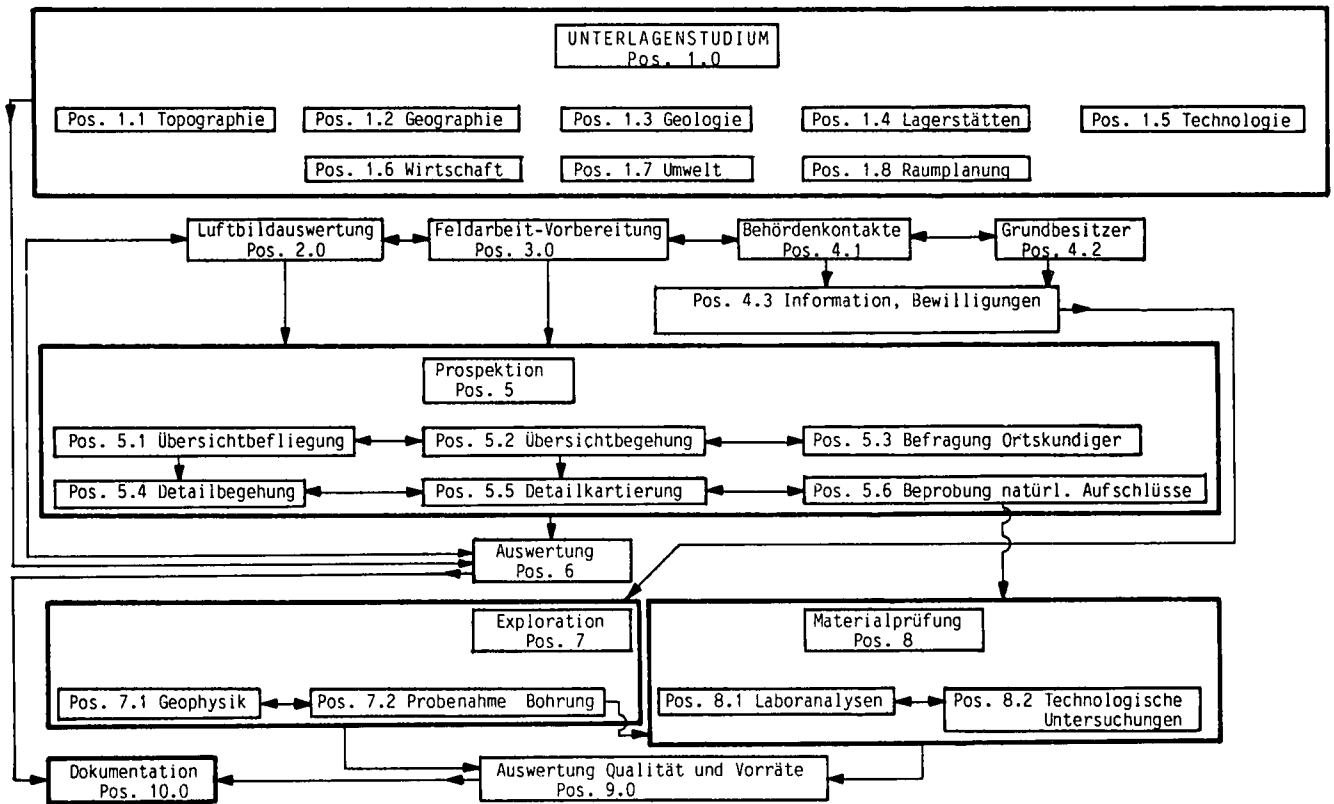 UNTERLAGENSTUDIUM
Pos. 1.0
Pos. 1.1 Topographie
Pos. 1.2 Geographie
Pos. 1.3 Geologie
Pos. 1.4 Lagerstätten
Pos. 1.5 Technologie
Pos. 1.6 Wirtschaft
Pos. 1.7 Umwelt
Pos. 1.8 Raumplanung
Luftbildauswertung
Pos. 2.0
Feldarbeit-Vorbereitung
Pos. 3.0
Behördenkontakte
Pos. 4.1
Grundbesitzer
Pos. 4.2
Pos. 4.3 Information, Bewilligungen
Prospektion
Pos. 5
Pos. 5.1 Übersichtbefliegung
Pos. 5.2 Übersichtbegehung
Pos. 5.3 Befragung Ortskundiger
Pos. 5.4 Detailbegehung
Pos. 5.5 Detailkartierung
Pos. 5.6 Beprobung natürl. Aufschlüsse
Auswertung
Pos. 6
Exploration
Pos. 7
Materialprüfung
Pos. 8
Pos. 7.1 Geophysik
Pos. 7.2 Probenahme Bohrung
Pos. 8.1 Laboranalysen
Pos. 8.2 Technologische
Untersuchungen
Dokumentation
Pos. 10.0
Auswertung Qualität und Vorräte
Pos. 9.0